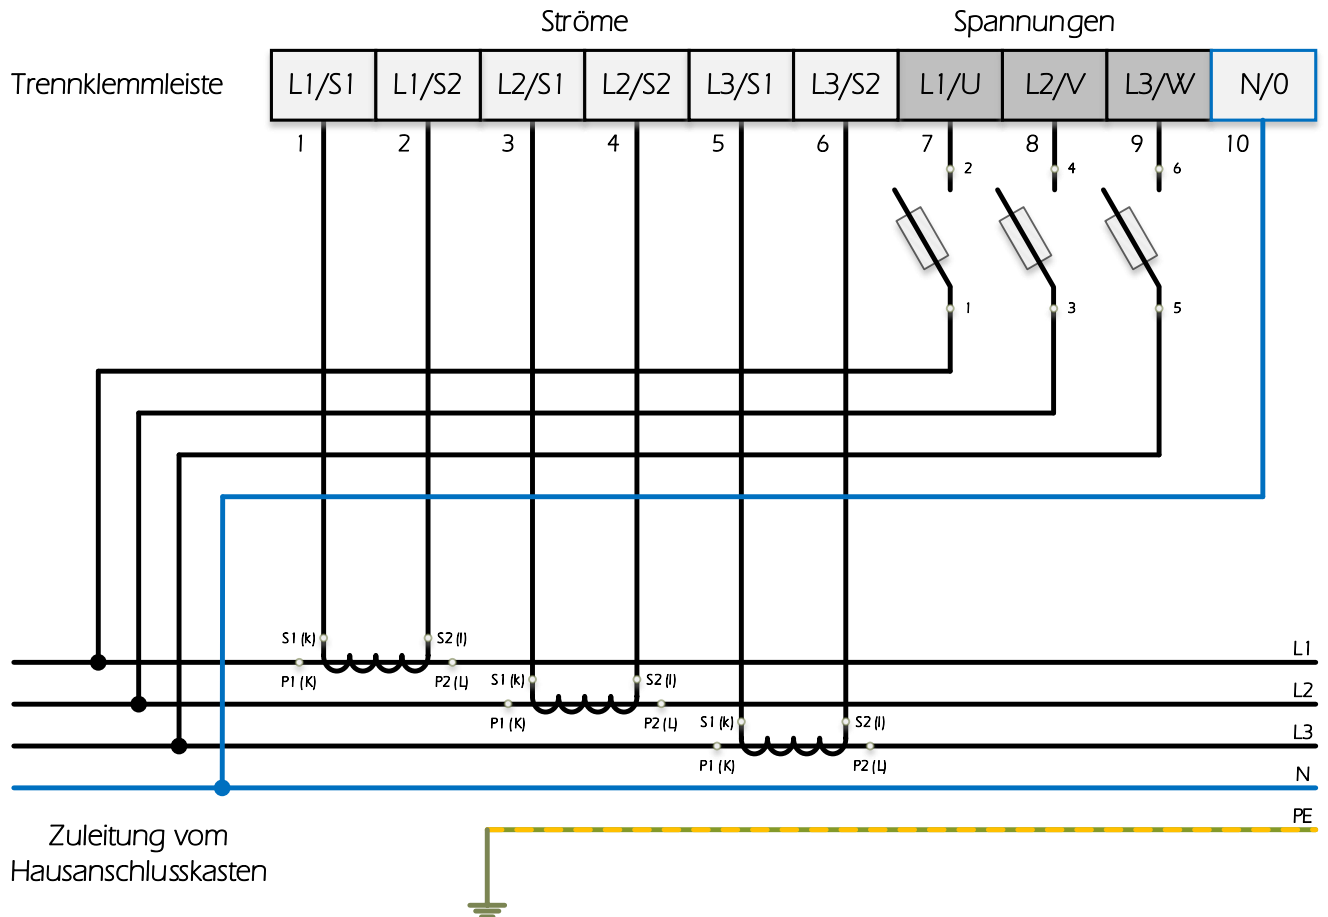 Ströme Spannungen
Trennklemmleiste L1/S1 L1/S2 L2/S1 L2/S2 L3/S1 L3/S2 L1/U L2/V L3/W N/0
1 2 3 4 5 6 7 8 9 10
2 4 6
1 3 5
S1 (k) S2 (l)
L1
P1 (K) P2 (L)
S1 (k) S2 (l)
L2
P1 (K) P2 (L)
S1 (k) S2 (l)
L3
P1 (K) P2 (L)
N
PE
Zuleitung vom
Hausanschlusskasten